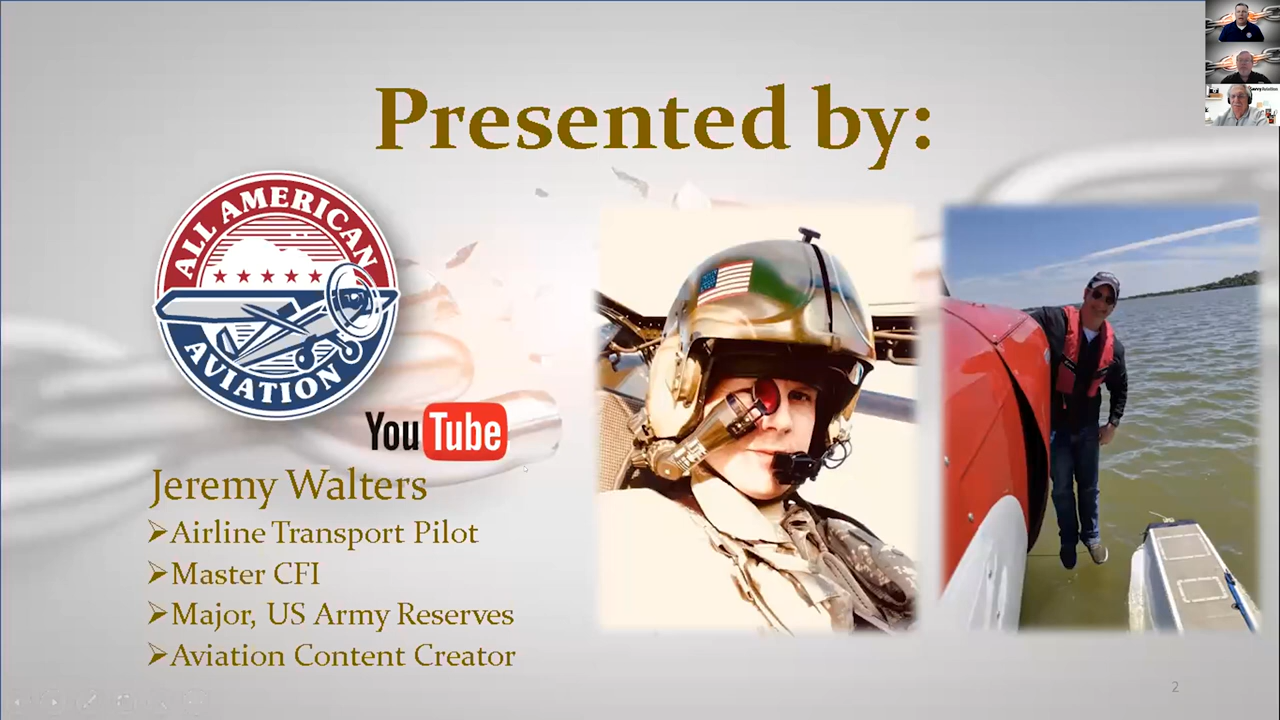 Presented by:
ALL AMERICAN
AVIATION
YouTube
Jeremy Walters
➢Airline Transport Pilot
➢Master CFI
➢Major, US Army Reserves
➢Aviation Content Creator
2